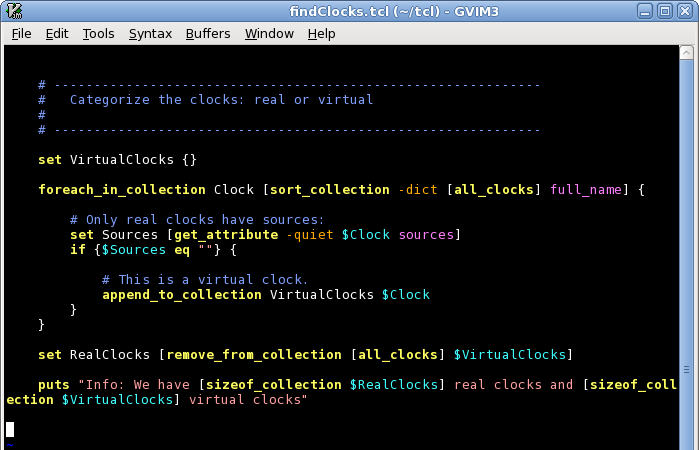 findClocks.tcl (~/tcl) - GVIM3
File Edit Tools Syntax Buffers Window Help
# -------------------------------------------------------------
#   Categorize the clocks: real or virtual
#
# -------------------------------------------------------------
set VirtualClocks {}
foreach_in_collection Clock [sort_collection -dict [all_clocks] full_name] {
# Only real clocks have sources:
set Sources [get_attribute -quiet $Clock sources]
if {$Sources eq ""} {
# This is a virtual clock.
append_to_collection VirtualClocks $Clock
}
}
set RealClocks [remove_from_collection [all_clocks] $VirtualClocks]
puts "Info: We have [sizeof_collection $RealClocks] real clocks and [sizeof_coll
ection $VirtualClocks] virtual clocks"
~